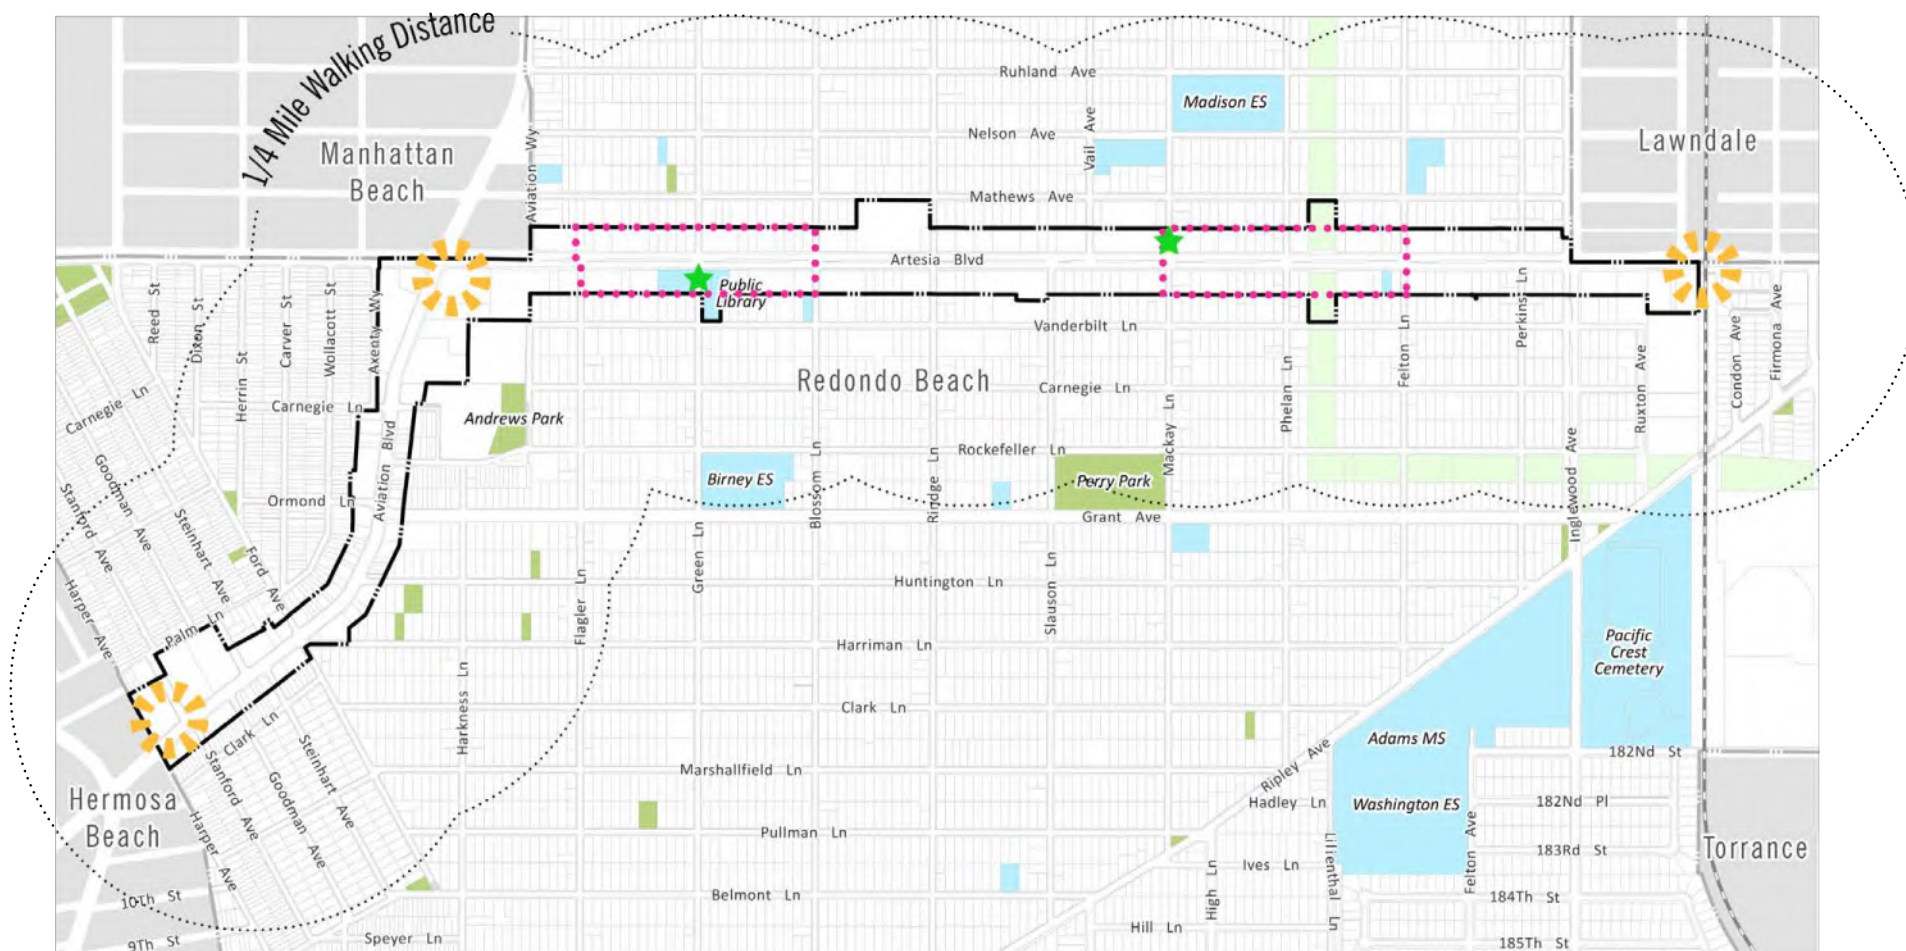 1/4 Mile Walking Distance
Ruhland Ave
Madison ES
Manhattan
Beach
Aviation Wy
Nelson Ave
Vail Ave
Lawndale
Mathews Ave
Artesia Blvd
Public
Library
Reed St
Dixon St
Herrin St
Carver St
Wollacott St
Axenty Wy
Vanderbilt Ln
Perkins Ln
Felton Ln
Phelan Ln
Ruxton Ave
Condon Ave
Firmona Ave
Redondo Beach
Carnegie Ln
Carnegie Ln
Carnegie Ln
Andrews Park
Mackay Ln
Aviation Blvd
Blossom Ln
Rindge Ln
Rockefeller Ln
Inglewood Ave
Goodman Ave
Stanford Ave
Steinhart Ave
Ormond Ln
Birney ES
Perry Park
Grant Ave
Ford Ave
Harper Ave
Palm Ln
Flagler Ln
Green Ln
Huntington Ln
Slauson Ln
Harriman Ln
Pacific
Crest
Cemetery
Harkness Ln
Clark Ln
Clark Ln
Steinhart Ave
Goodman Ave
Stanford Ave
Harper Ave
Adams MS
182Nd St
Marshallfield Ln
Ripley Ave
Hermosa
Beach
Hadley Ln
Washington ES
182Nd Pl
Pullman Ln
Lilienthal Ln
Felton Ave
183Rd St
Torrance
Ives Ln
High Ln
10Th St
Belmont Ln
184Th St
Hill Ln
9Th St
Speyer Ln
185Th St